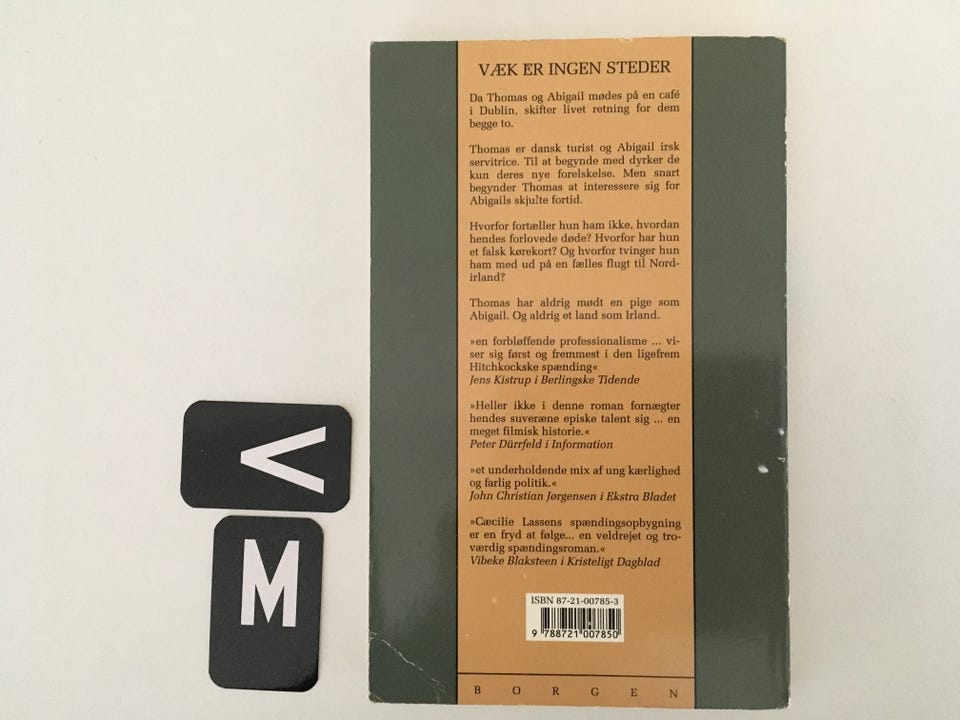 VÆK ER INGEN STEDER
Da Thomas og Abigail mødes på en café
i Dublin, skifter livet retning for dem
begge to.
Thomas er dansk turist og Abigail irsk
servitrice. Til at begynde med dyrker de
kun deres nye forelskelse. Men snart
begynder Thomas at interessere sig for
Abigails skjulte fortid.
Hvorfor fortæller hun ham ikke, hvordan
hendes forlovede døde? Hvorfor har hun
et falsk kørekort? Og hvorfor tvinger hun
ham med ud på en fælles flugt til Nord-
irland?
Thomas har aldrig mødt en pige som
Abigail. Og aldrig et land som Irland.
»en forbløffende professionalisme ... vi-
ser sig først og fremmest i den ligefrem
Hitchkockske spænding«
Jens Kistrup i Berlingske Tidende
»Heller ikke i denne roman fornægter
hendes suveræne episke talent sig ... en
meget filmisk historie.«
Peter Dürrfeld i Information
»et underholdende mix af ung kærlighed
og farlig politik.«
John Christian Jørgensen i Ekstra Bladet
»Cæcilie Lassens spændingsopbygning
er en fryd at følge... en veldrejet og tro-
værdig spændingsroman.«
Vibeke Blaksteen i Kristeligt Dagblad
ISBN 87-21-00785-3
9 788721 007850
BORGEN
V
M